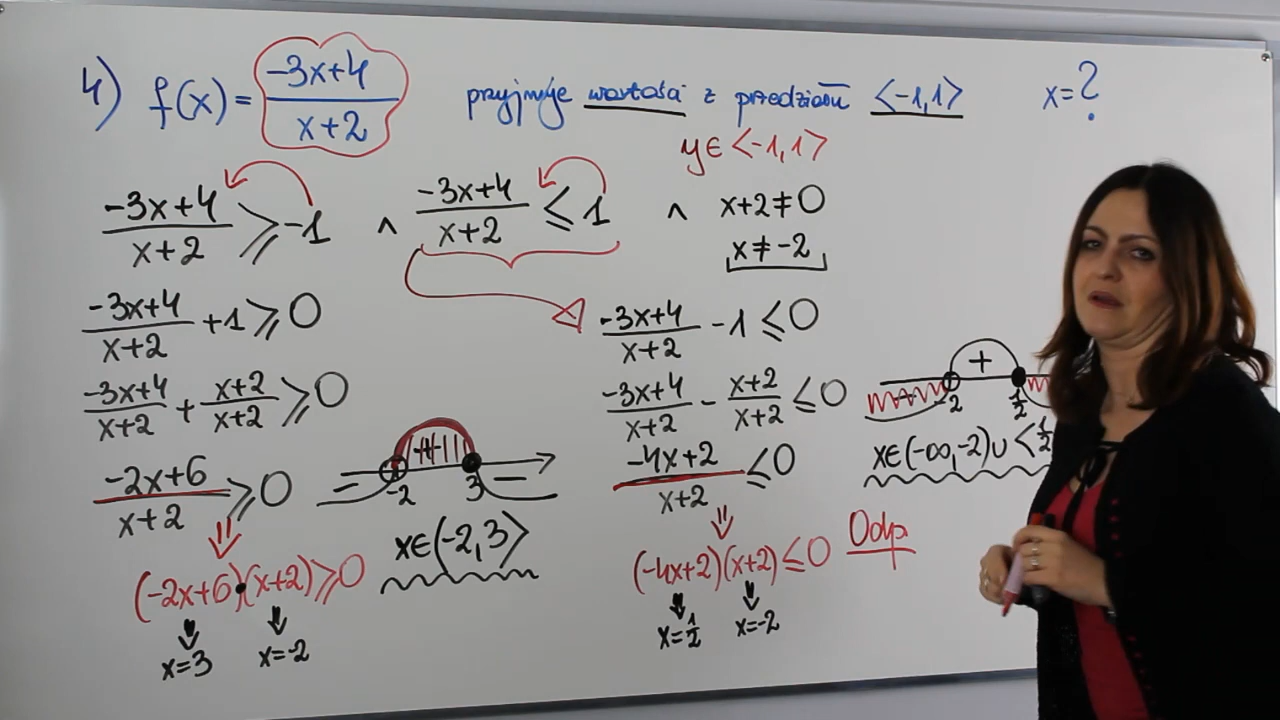 4) f(x) = (-3x+4)/(x+2) przyjmuje wartości z przedziału <-1,1> x=?
y∈<-1,1>
(-3x+4)/(x+2) ≥ -1 ∧ (-3x+4)/(x+2) ≤ 1 ∧ x+2≠0
x≠-2
(-3x+4)/(x+2) + 1 ≥ 0
(-3x+4)/(x+2) + (x+2)/(x+2) ≥ 0
(-2x+6)/(x+2) ≥ 0
(-2x+6)·(x+2) ≥ 0
x=3 x=-2
+
- -
-2 3
x∈(-2,3>
(-3x+4)/(x+2) - 1 ≤ 0
(-3x+4)/(x+2) - (x+2)/(x+2) ≤ 0
(-4x+2)/(x+2) ≤ 0
(-4x+2)(x+2) ≤ 0
x=1/2 x=-2
+
-2 1/2
x∈(-∞,-2)∪<1/2
Odp.